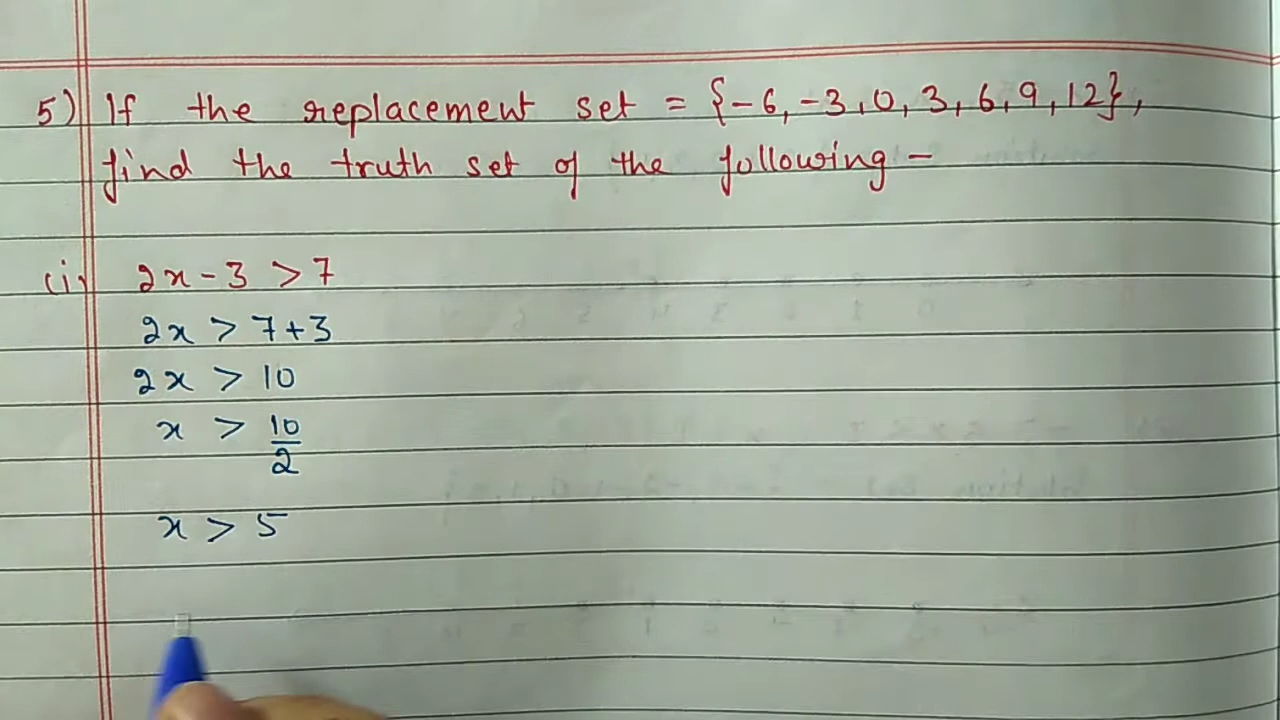 5) If the replacement set = {-6, -3, 0, 3, 6, 9, 12},
find the truth set of the following -
(i) 2x - 3 > 7
2x > 7 + 3
2x > 10
x > 10/2
x > 5